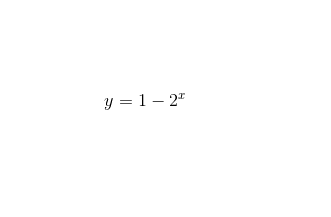 y = 1 − 2^x